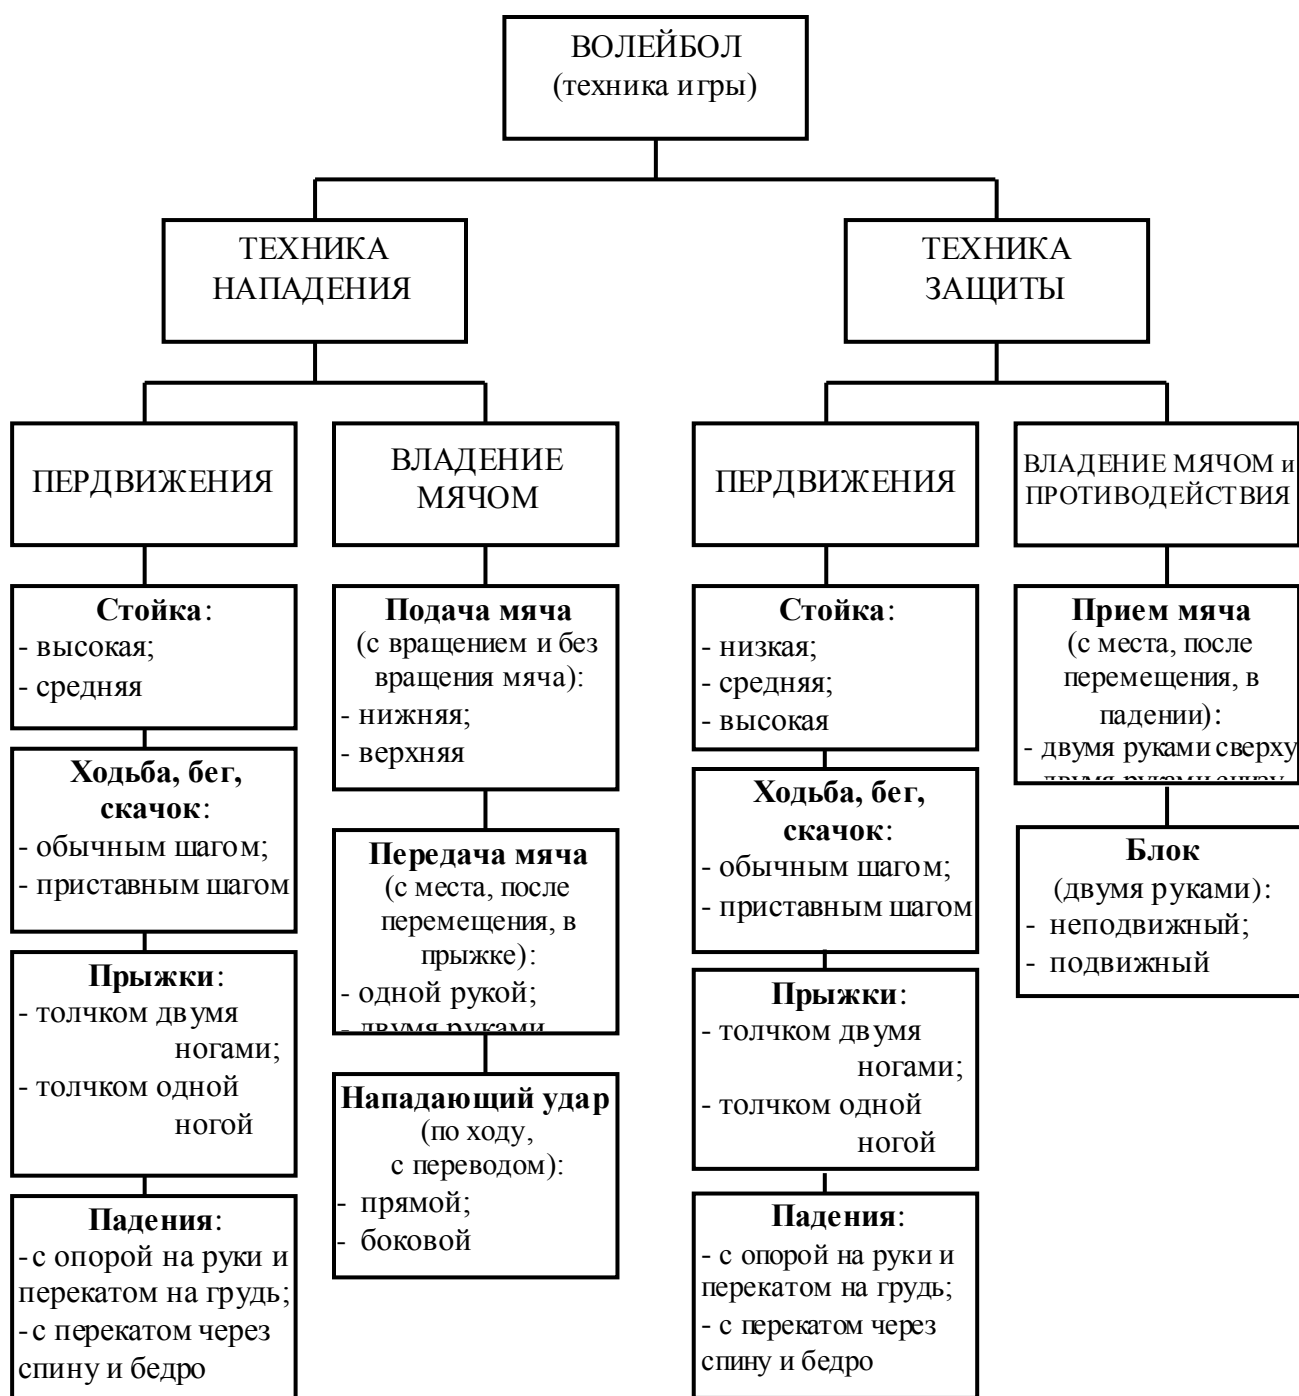 ВОЛЕЙБОЛ
(техника игры)
ТЕХНИКА
НАПАДЕНИЯ
ТЕХНИКА
ЗАЩИТЫ
ПЕРДВИЖЕНИЯ
ВЛАДЕНИЕ
МЯЧОМ
ПЕРДВИЖЕНИЯ
ВЛАДЕНИЕ МЯЧОМ и
ПРОТИВОДЕЙСТВИЯ
Стойка:
- высокая;
- средняя
Ходьба, бег,
скачок:
- обычным шагом;
- приставным шагом
Прыжки:
- толчком двумя
ногами;
- толчком одной
ногой
Падения:
- с опорой на руки и
перекатом на грудь;
- с перекатом через
спину и бедро
Подача мяча
(с вращением и без
вращения мяча):
- нижняя;
- верхняя
Передача мяча
(с места, после
перемещения, в
прыжке):
- одной рукой;
- двумя руками
Нападающий удар
(по ходу,
с переводом):
- прямой;
- боковой
Стойка:
- низкая;
- средняя;
- высокая
Ходьба, бег,
скачок:
- обычным шагом;
- приставным шагом
Прыжки:
- толчком двумя
ногами;
- толчком одной
ногой
Падения:
- с опорой на руки и
перекатом на грудь;
- с перекатом через
спину и бедро
Прием мяча
(с места, после
перемещения, в
падении):
- двумя руками сверху
- двумя руками снизу
Блок
(двумя руками):
- неподвижный;
- подвижный